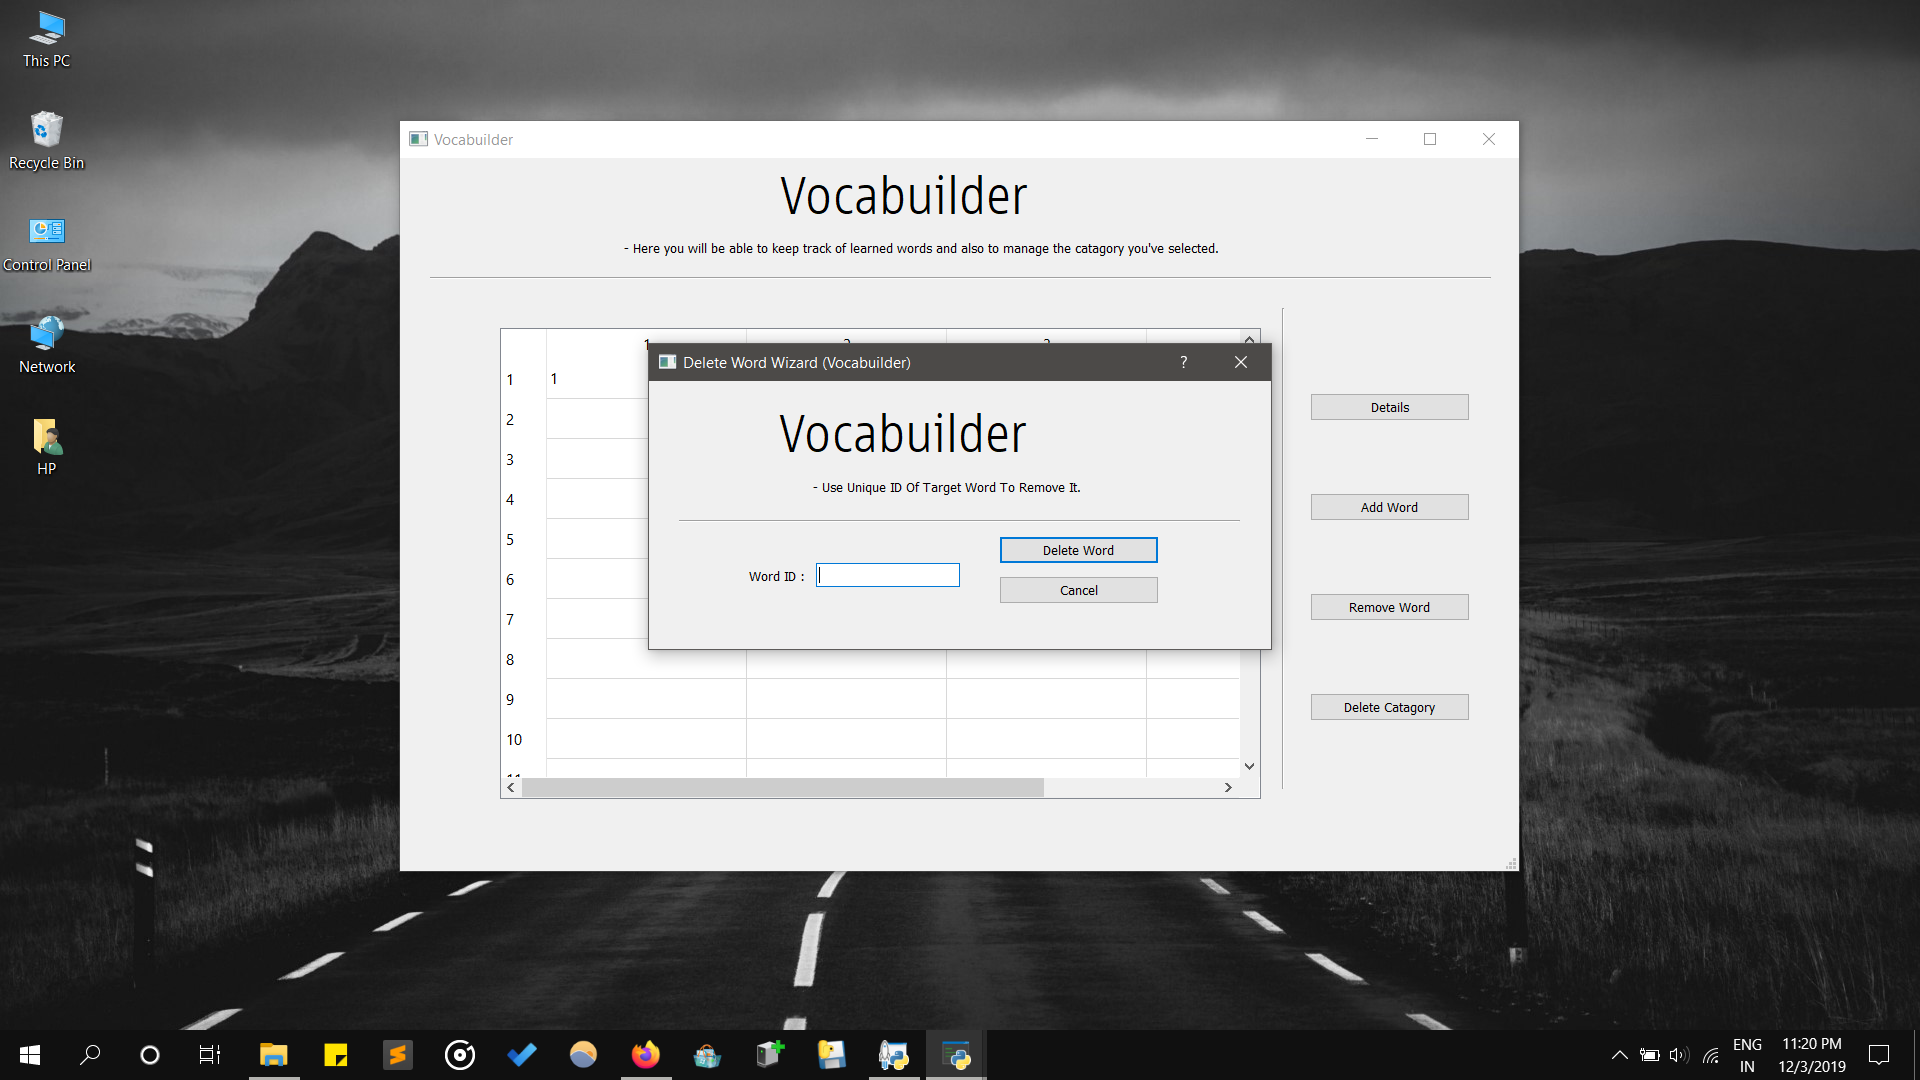 This PC
Recycle Bin
Control Panel
Network
HP
Vocabuilder
Vocabuilder
- Here you will be able to keep track of learned words and also to manage the catagory you've selected.
1
1 1
2
3
4
5
6
7
8
9
10
Delete Word Wizard (Vocabuilder)
?
Vocabuilder
- Use Unique ID Of Target Word To Remove It.
Word ID :
Delete Word
Cancel
Details
Add Word
Remove Word
Delete Catagory
ENG
IN
11:20 PM
12/3/2019